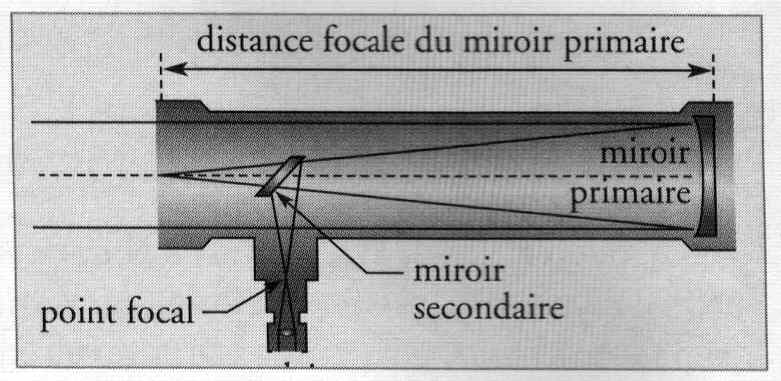 distance focale du miroir primaire
miroir
primaire
miroir
secondaire
point focal